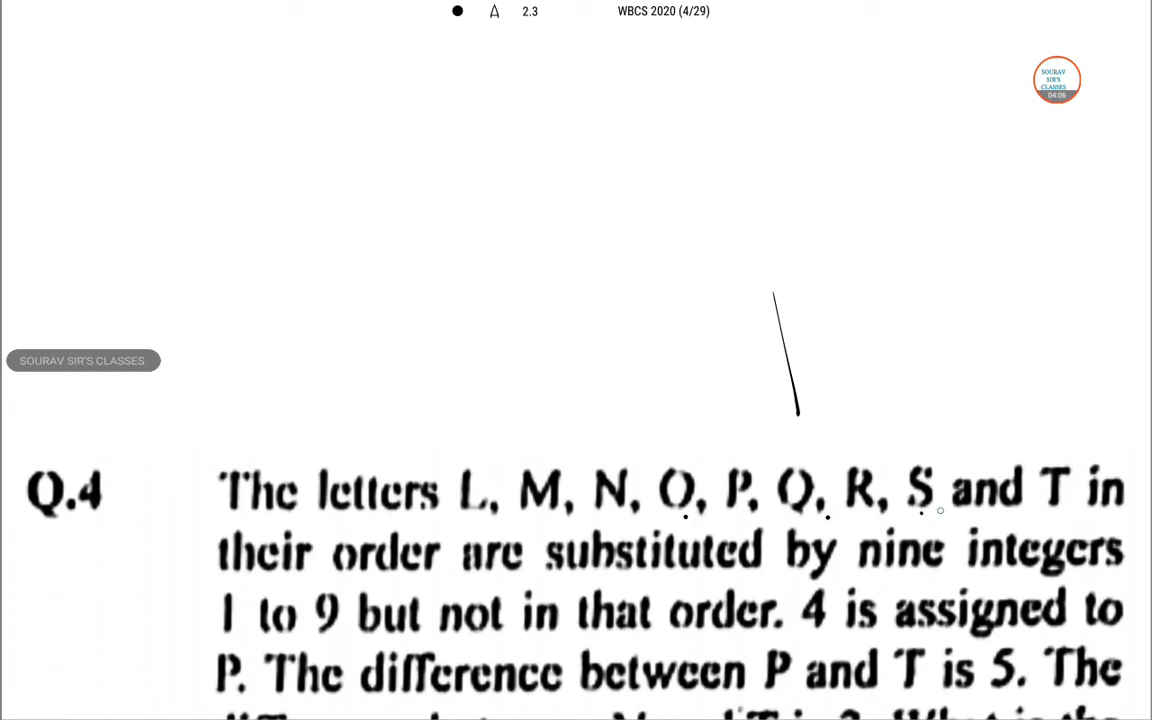 2.3 WBCS 2020 (4/29)
SOURAV
SIR'S
CLASSES
04:06
SOURAV SIR'S CLASSES
Q.4 The letters L, M, N, O, P, Q, R, S and T in
their order are substituted by nine integers
1 to 9 but not in that order. 4 is assigned to
P. The difference between P and T is 5. The